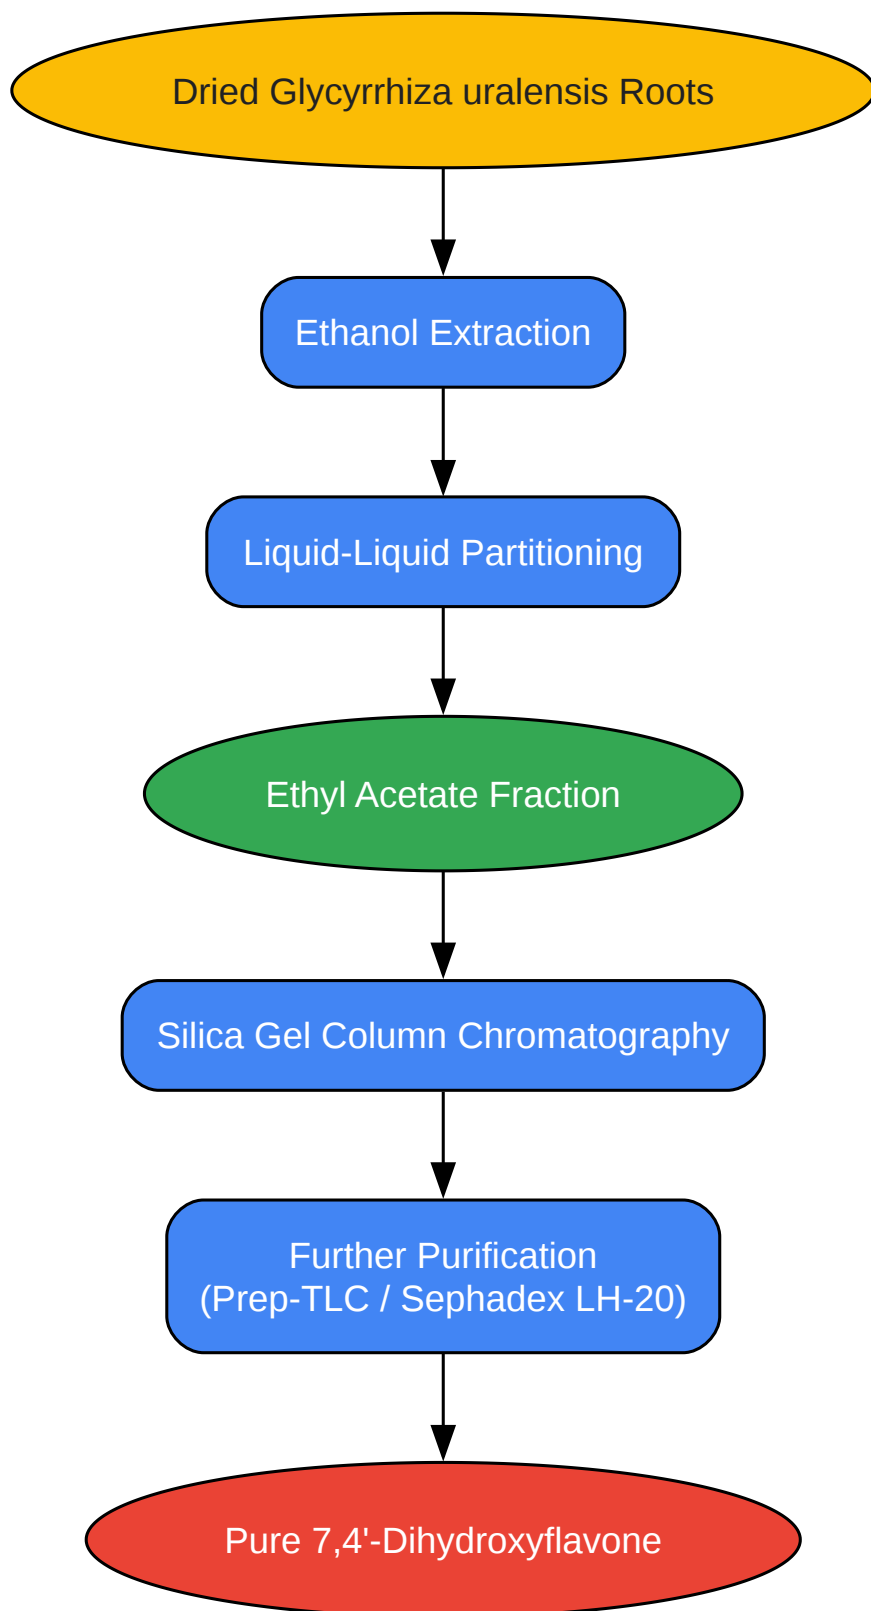 Dried Glycyrrhiza uralensis Roots
Ethanol Extraction
Liquid-Liquid Partitioning
Ethyl Acetate Fraction
Silica Gel Column Chromatography
Further Purification
(Prep-TLC / Sephadex LH-20)
Pure 7,4'-Dihydroxyflavone